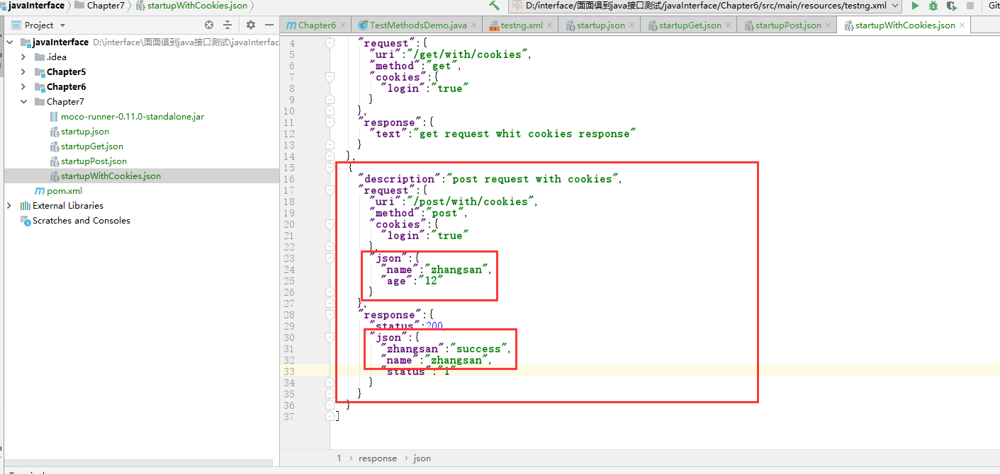 javaInterface Chapter7 startupWithCookies.json D:/interface/面面俱到java接口测试/javaInterface/Chapter6/src/main/resources/testng.xml Git
Project
Chapter6 TestMethodsDemo.java testng.xml startup.json startupGet.json startupPost.json startupWithCookies.json
javaInterface D:\interface\面面俱到java接口测试\javaInterfac
.idea
Chapter5
Chapter6
Chapter7
moco-runner-0.11.0-standalone.jar
startup.json
startupGet.json
startupPost.json
startupWithCookies.json
pom.xml
External Libraries
Scratches and Consoles
4 "request":{
5 "uri":"/get/with/cookies",
6 "method":"get",
7 "cookies":{
8 "login":"true"
9 }
10 },
11 "response":{
12 "text":"get request whit cookies response"
13 }
14 },
15 {
16 "description":"post request with cookies",
17 "request":{
18 "uri":"/post/with/cookies",
19 "method":"post",
20 "cookies":{
21 "login":"true"
22 },
23 "json":{
24 "name":"zhangsan",
25 "age":"12"
26 }
27 },
28 "response":{
29 "status":200,
30 "json":{
31 "zhangsan":"success",
32 "name":"zhangsan",
33 "status":"1"
34 }
35 }
36 }
37 ]
1 response json